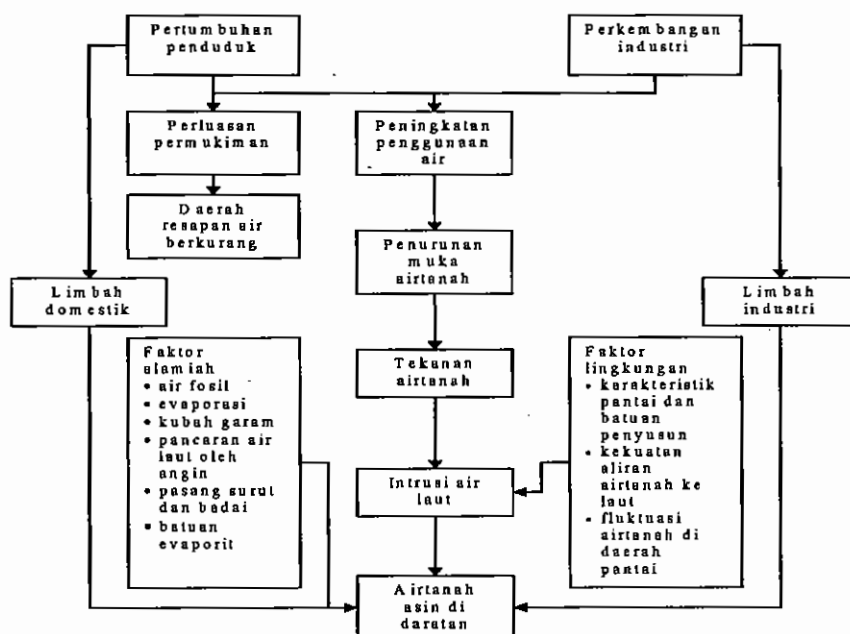 Pertumbuhan
penduduk
Perkembangan
industri
Perluasan
permukiman
Peningkatan
penggunaan
air
Daerah
resapan air
berkurang
Penurunan
muka
airtanah
Limbah
domestik
Limbah
industri
Faktor
alamiah
• air fosil
• evaporasi
• kubah garam
• pancaran air
laut oleh
angin
• pasang surut
dan badai
• batuan
evaporit
Tekanan
airtanah
Faktor
lingkungan
• karakteristik
pantai dan
batuan
penyusun
• kekuatan
aliran
airtanah ke
laut
• fluktuasi
airtanah di
daerah
pantai
Intrusi air
laut
Airtanah
asin di
daratan